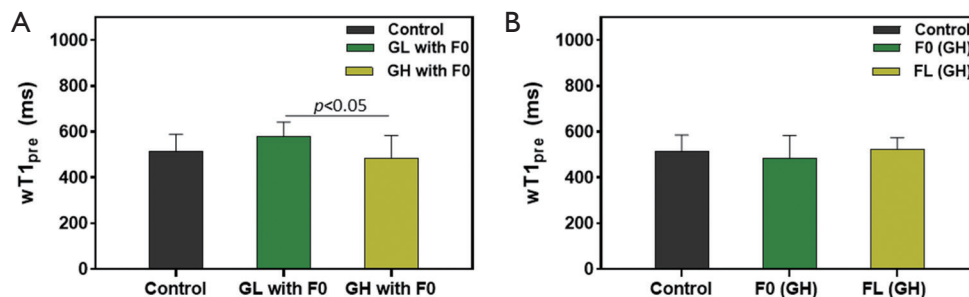 A
wT1pre (ms)
1000
800
600
400
200
0
Control
GL with F0
GH with F0
p<0.05
Control GL with F0 GH with F0
B
wT1pre (ms)
1000
800
600
400
200
0
Control
F0 (GH)
FL (GH)
Control F0 (GH) FL (GH)